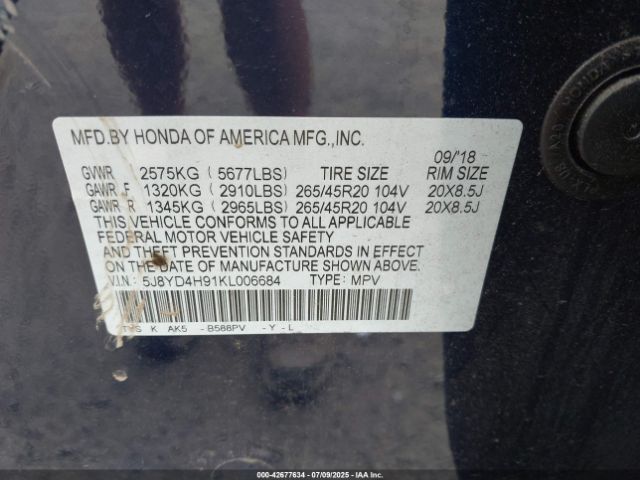 MFD.BY HONDA OF AMERICA MFG.,INC.
09/'18
GVWR 2575KG ( 5677LBS) TIRE SIZE RIM SIZE
GAWR F 1320KG ( 2910LBS) 265/45R20 104V 20X8.5J
GAWR R 1345KG ( 2965LBS) 265/45R20 104V 20X8.5J
THIS VEHICLE CONFORMS TO ALL APPLICABLE
FEDERAL MOTOR VEHICLE SAFETY
AND THEFT PREVENTION STANDARDS IN EFFECT
ON THE DATE OF MANUFACTURE SHOWN ABOVE.
V.I.N.: 5J8YD4H91KL006684 TYPE: MPV
K AK5 - B588PV - Y - L
HONDA
000-42677634 | 07/09/2025 - IAA Inc.